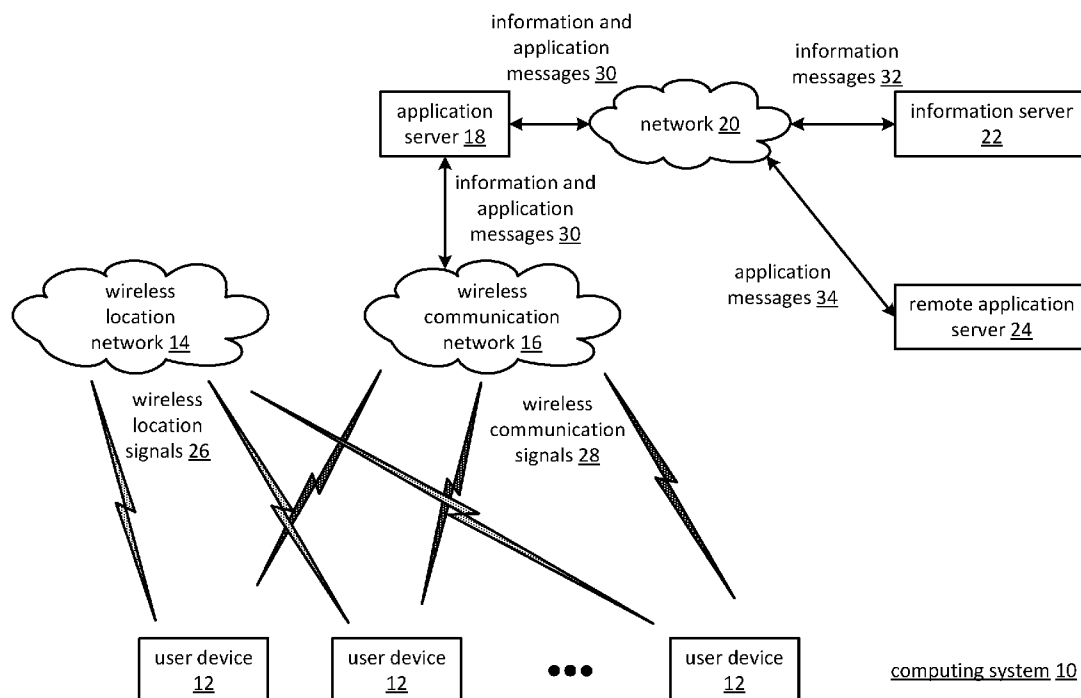 information and
application
messages 30
information
messages 32
application
server 18
network 20
information server
22
information and
application
messages 30
application
messages 34
remote application
server 24
wireless
location
network 14
wireless
communication
network 16
wireless
location
signals 26
wireless
communication
signals 28
user device
12
user device
12
user device
12
computing system 10